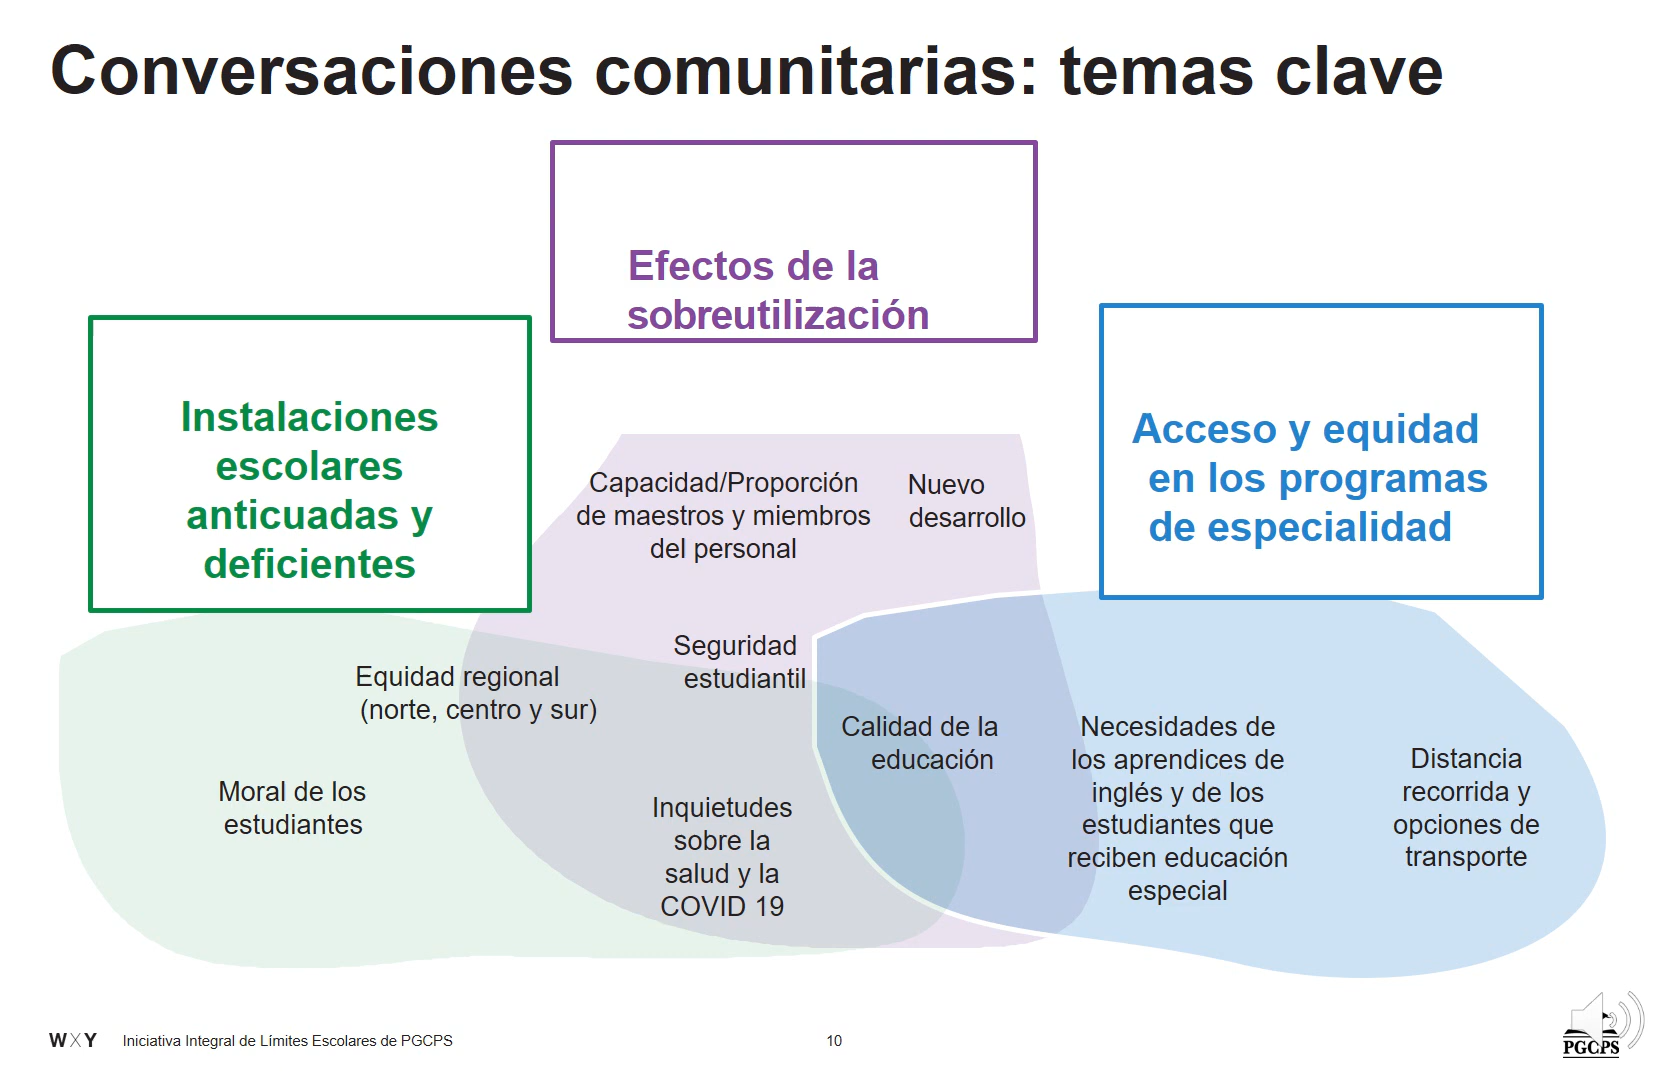 Conversaciones comunitarias: temas clave
Efectos de la
sobreutilización
Instalaciones
escolares
anticuadas y
deficientes
Acceso y equidad
en los programas
de especialidad
Capacidad/Proporción
de maestros y miembros
del personal
Nuevo
desarrollo
Seguridad
estudiantil
Equidad regional
(norte, centro y sur)
Moral de los
estudiantes
Inquietudes
sobre la
salud y la
COVID 19
Calidad de la
educación
Necesidades de
los aprendices de
inglés y de los
estudiantes que
reciben educación
especial
Distancia
recorrida y
opciones de
transporte
WXY
Iniciativa Integral de Límites Escolares de PGCPS
10
PGCPS